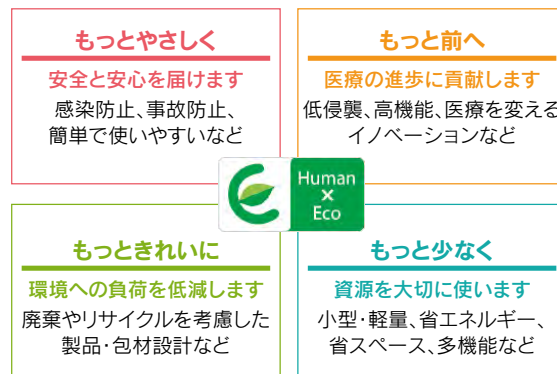 もっとやさしく
安全と安心を届けます
感染防止、事故防止、
簡単で使いやすいなど
もっと前へ
医療の進歩に貢献します
低侵襲、高機能、医療を変える
イノベーションなど
Human
×
Eco
もっときれいに
環境への負荷を低減します
廃棄やリサイクルを考慮した
製品・包材設計など
もっと少なく
資源を大切に使います
小型・軽量、省エネルギー、
省スペース、多機能など